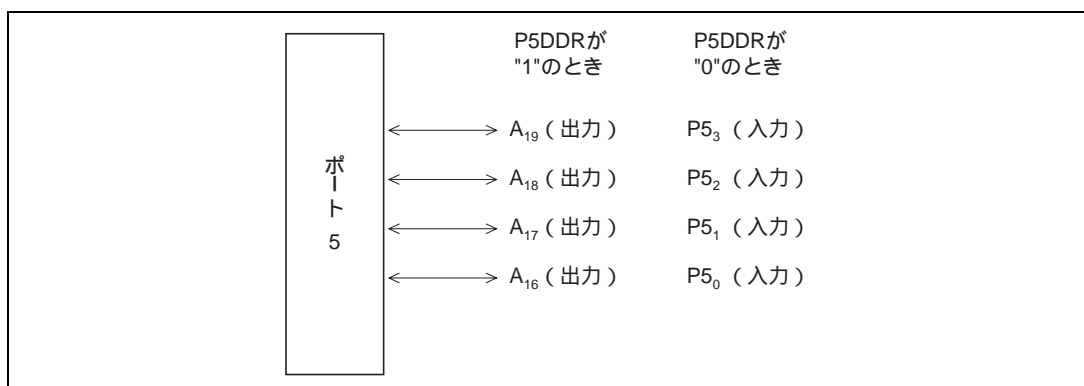 P5DDRが P5DDRが
"1"のとき "0"のとき
ポート5
A₁₉ ( 出力 ) P5₃ ( 入力 )
A₁₈ ( 出力 ) P5₂ ( 入力 )
A₁₇ ( 出力 ) P5₁ ( 入力 )
A₁₆ ( 出力 ) P5₀ ( 入力 )